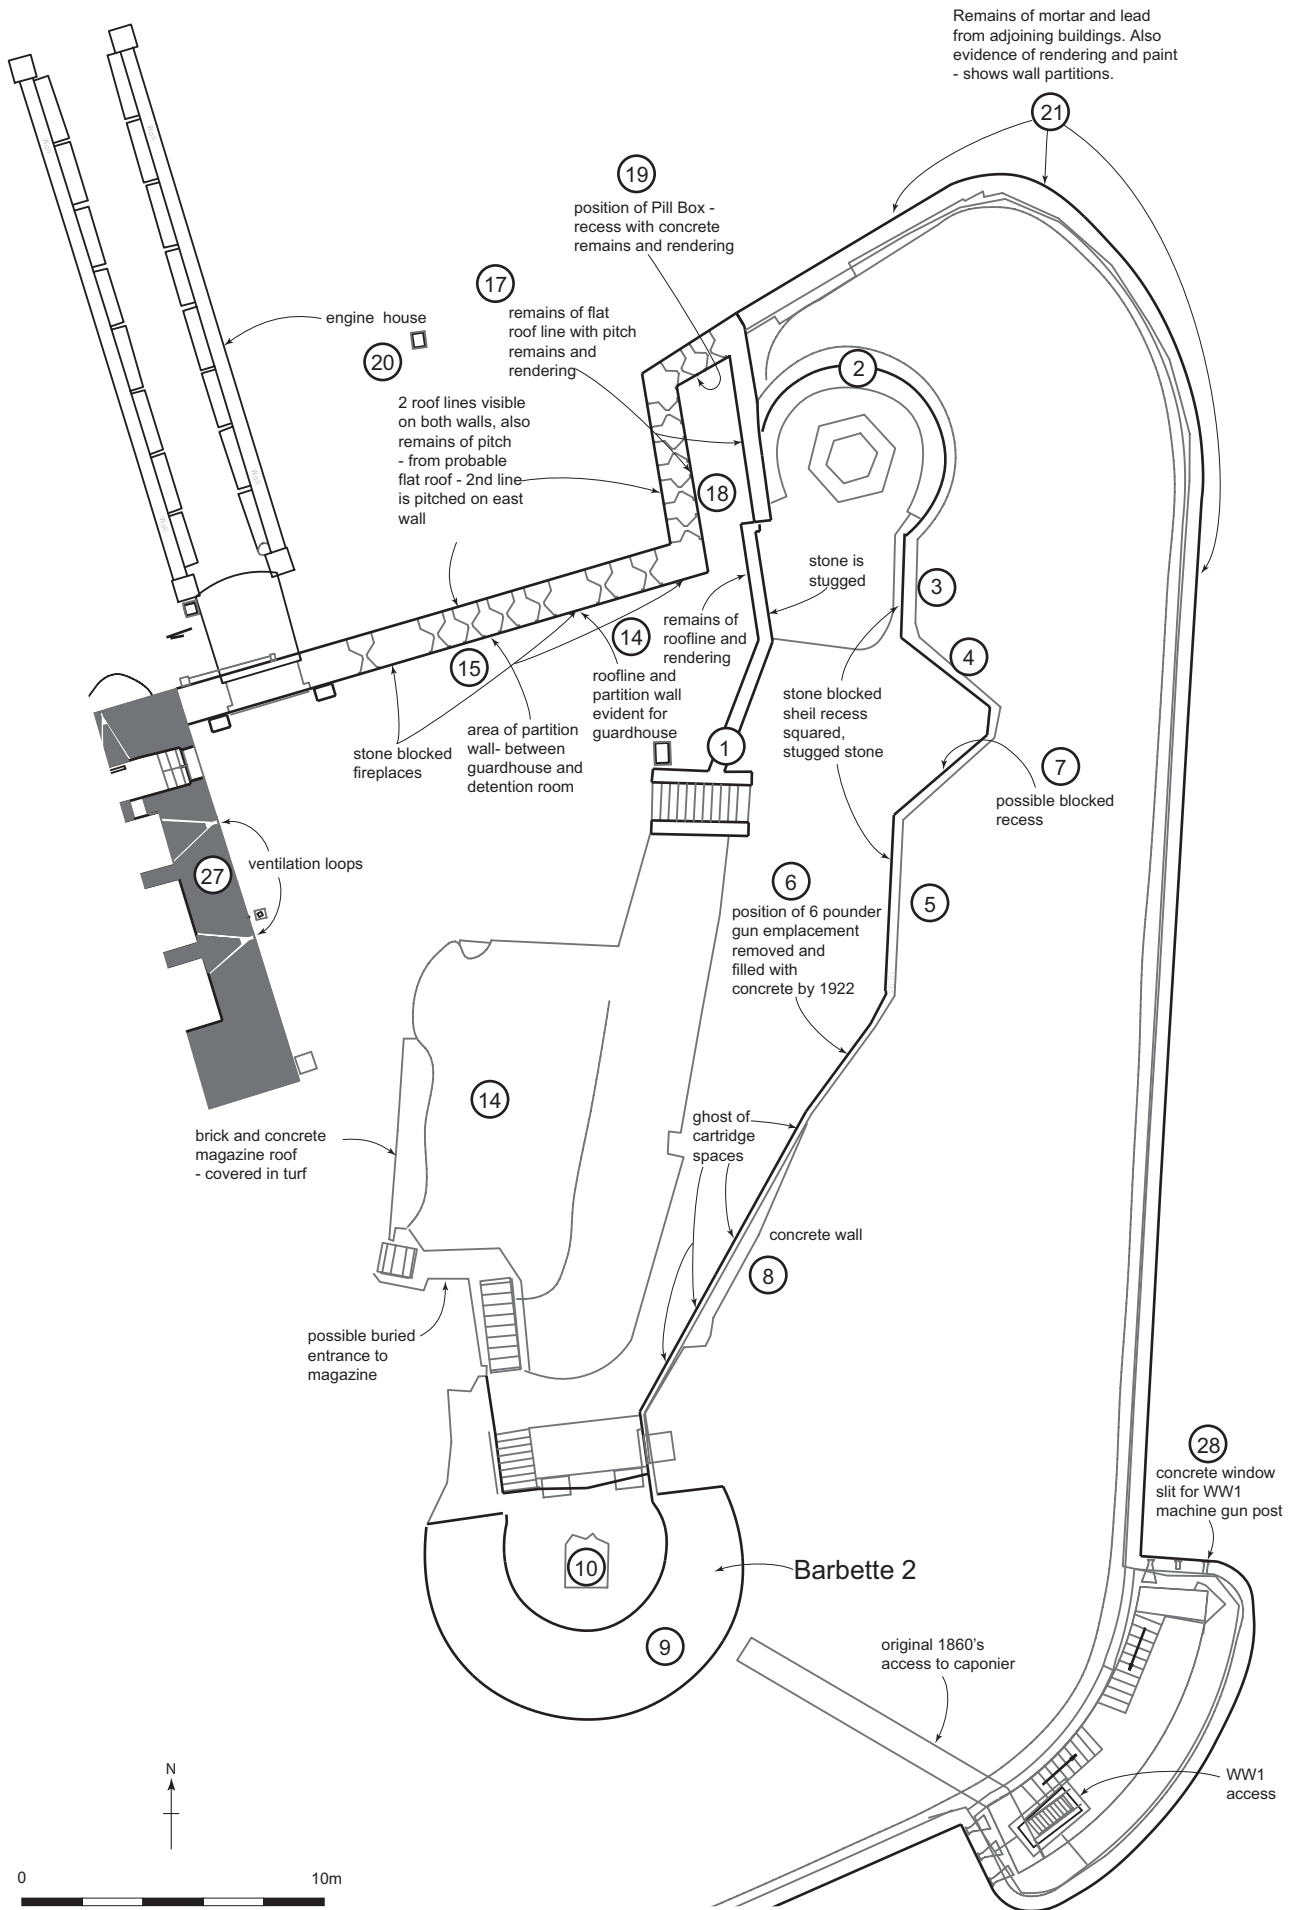 Remains of mortar and lead
from adjoining buildings. Also
evidence of rendering and paint
- shows wall partitions.
21
19
position of Pill Box -
recess with concrete
remains and rendering
17
remains of flat
roof line with pitch
remains and
rendering
engine house
20
2 roof lines visible
on both walls, also
remains of pitch
- from probable
flat roof - 2nd line
is pitched on east
wall
2
18
stone is
stugged
3
remains of
roofline and
rendering
14
15
roofline and
partition wall
evident for
guardhouse
4
stone blocked
sheil recess
squared,
stugged stone
area of partition
wall- between
guardhouse and
detention room
stone blocked
fireplaces
1
7
possible blocked
recess
27
ventilation loops
6
position of 6 pounder
gun emplacement
removed and
filled with
concrete by 1922
5
14
ghost of
cartridge
spaces
brick and concrete
magazine roof
- covered in turf
concrete wall
8
possible buried
entrance to
magazine
28
concrete window
slit for WW1
machine gun post
10
Barbette 2
9
original 1860's
access to caponier
WW1
access
N
0
10m
Wall
Wall
Wall
Wall